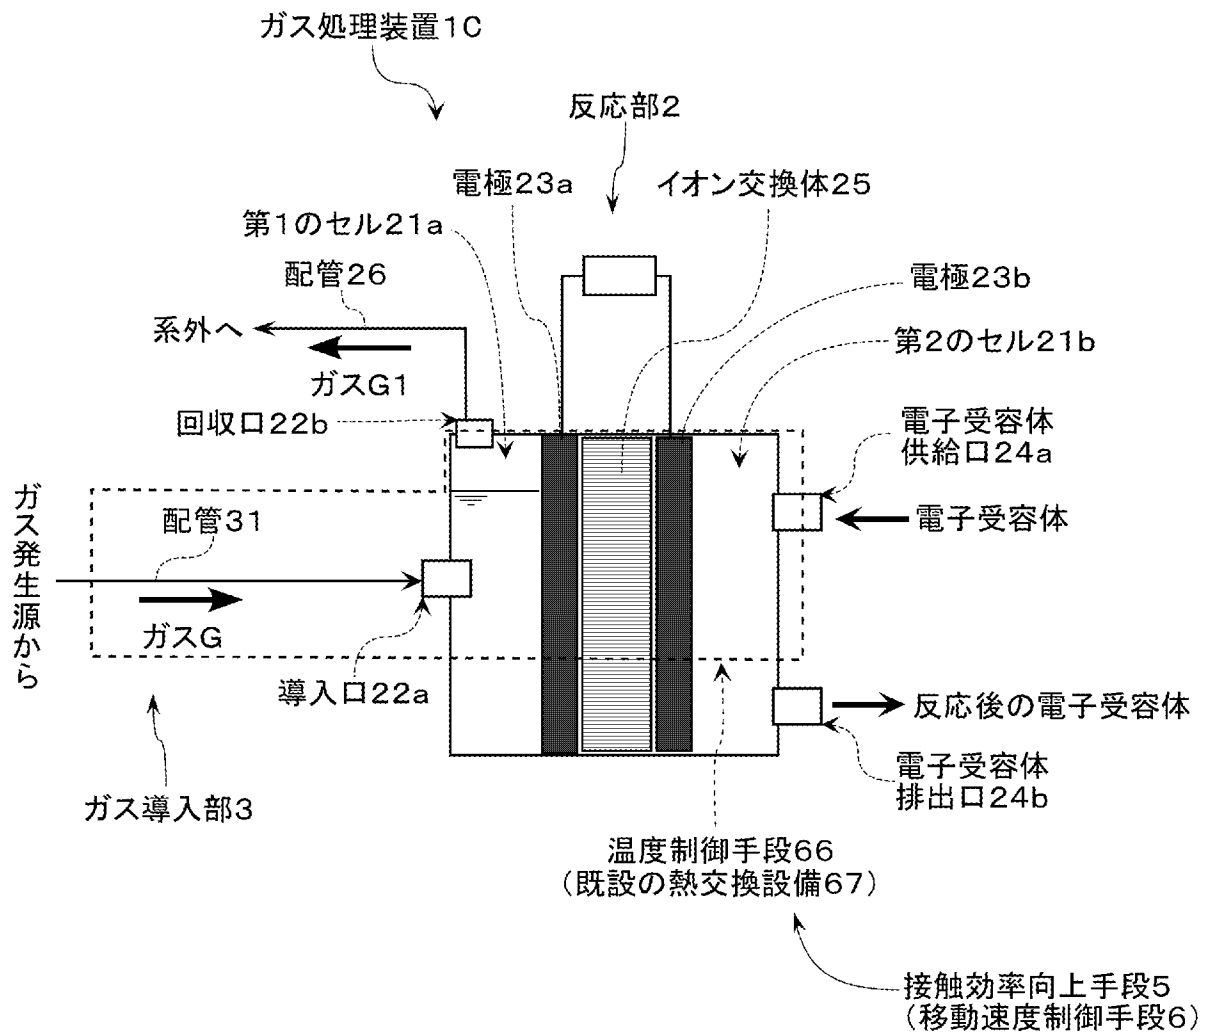 ガス処理装置1C
反応部2
電極23a
イオン交換体25
第1のセル21a
配管26
電極23b
系外へ
第2のセル21b
ガスG1
回収口22b
電子受容体
供給口24a
ガス発生源から
配管31
電子受容体
ガスG
導入口22a
反応後の電子受容体
電子受容体
排出口24b
ガス導入部3
温度制御手段66
(既設の熱交換設備67)
接触効率向上手段5
(移動速度制御手段6)